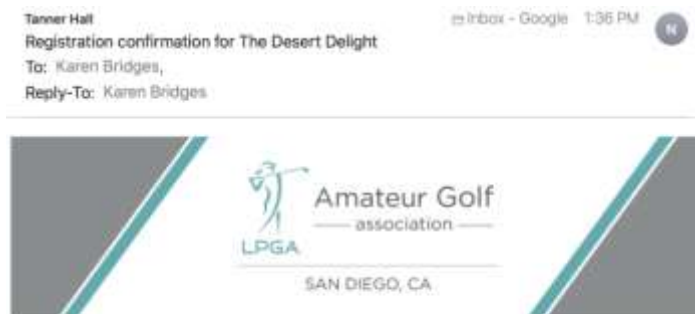 Tanner Hall
Inbox - Google 1:36 PM
N
Registration confirmation for The Desert Delight
To: Karen Bridges,
Reply-To: Karen Bridges
Amateur Golf
association
LPGA
SAN DIEGO, CA